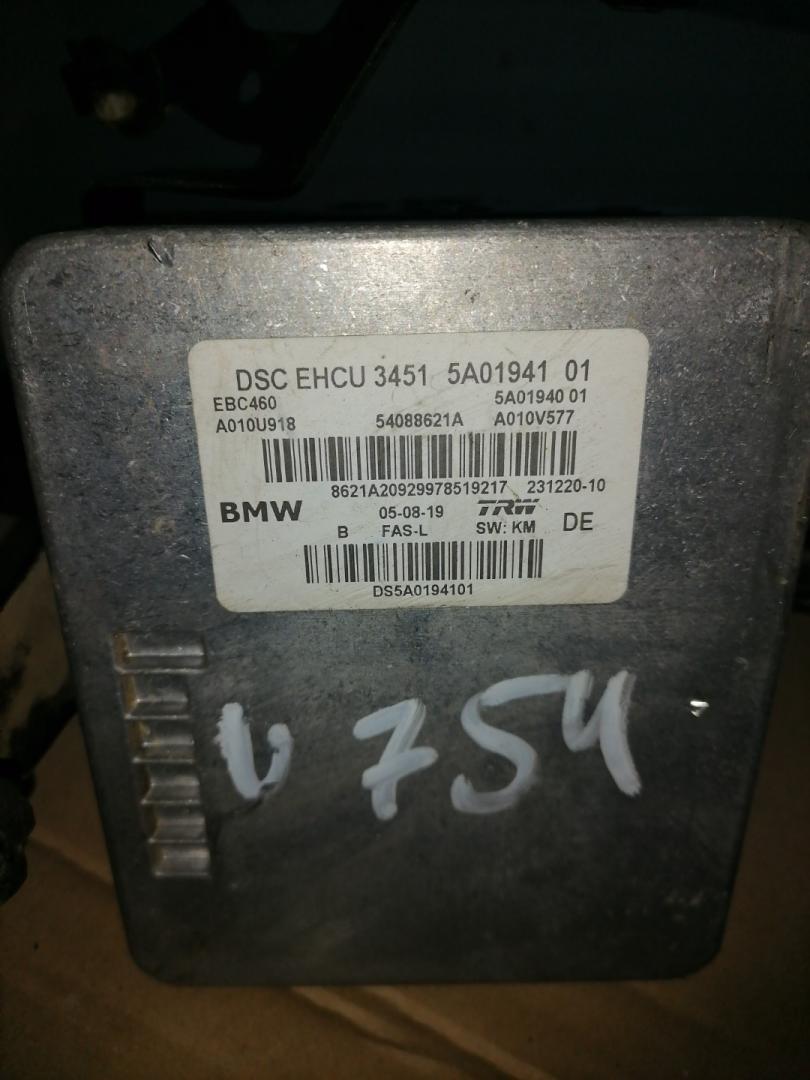 DSC EHCU 3451 5A01941 01
EBC460 5A01940 01
A010U918 54088621A A010V577
8621A20929978519217 231220-10
BMW 05-08-19 TRW
B FAS-L SW: KM DE
DS5A0194101